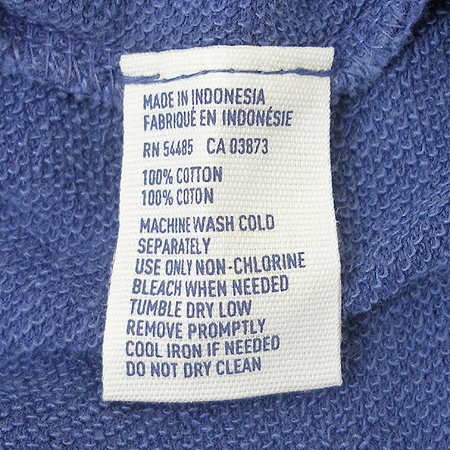 MADE IN INDONESIA
FABRIQUÉ EN INDONÉSIE
RN 54485 CA 03873
100% COTTON
100% COTON
MACHINE WASH COLD
SEPARATELY
USE ONLY NON-CHLORINE
BLEACH WHEN NEEDED
TUMBLE DRY LOW
REMOVE PROMPTLY
COOL IRON IF NEEDED
DO NOT DRY CLEAN